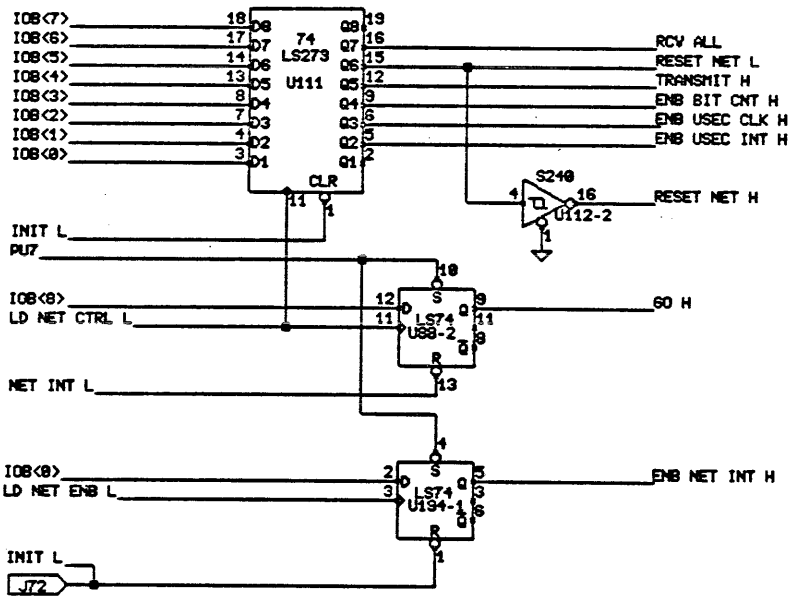 IOB<7> 18 D8 Q8 19
IOB<6> 17 D7 74 Q7 16 RCV ALL
IOB<5> 14 D6 LS273 Q6 15 RESET NET L
IOB<4> 13 D5 U111 Q5 12 TRANSMIT H
IOB<3> 8 D4 Q4 9 ENB BIT CNT H
IOB<2> 7 D3 Q3 6 ENB USEC CLK H
IOB<1> 4 D2 Q2 5 ENB USEC INT H
IOB<0> 3 D1 Q1 2
CLR
11 1
S240
4 16 RESET NET H
U112-2
1
INIT L
PU7
10
S
IOB<8> 12 D Q 9 GO H
LD NET CTRL L 11 LS74 11
U88-2 Q 8
R
NET INT L 13
4
S
IOB<0> 2 D Q 5 ENB NET INT H
LD NET ENB L 3 LS74 3
U194-1 Q 6
R
1
INIT L
J72